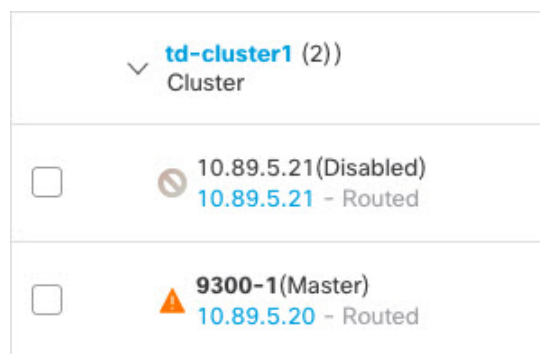 td-cluster1 (2))
Cluster
10.89.5.21(Disabled)
10.89.5.21 - Routed
9300-1(Master)
10.89.5.20 - Routed